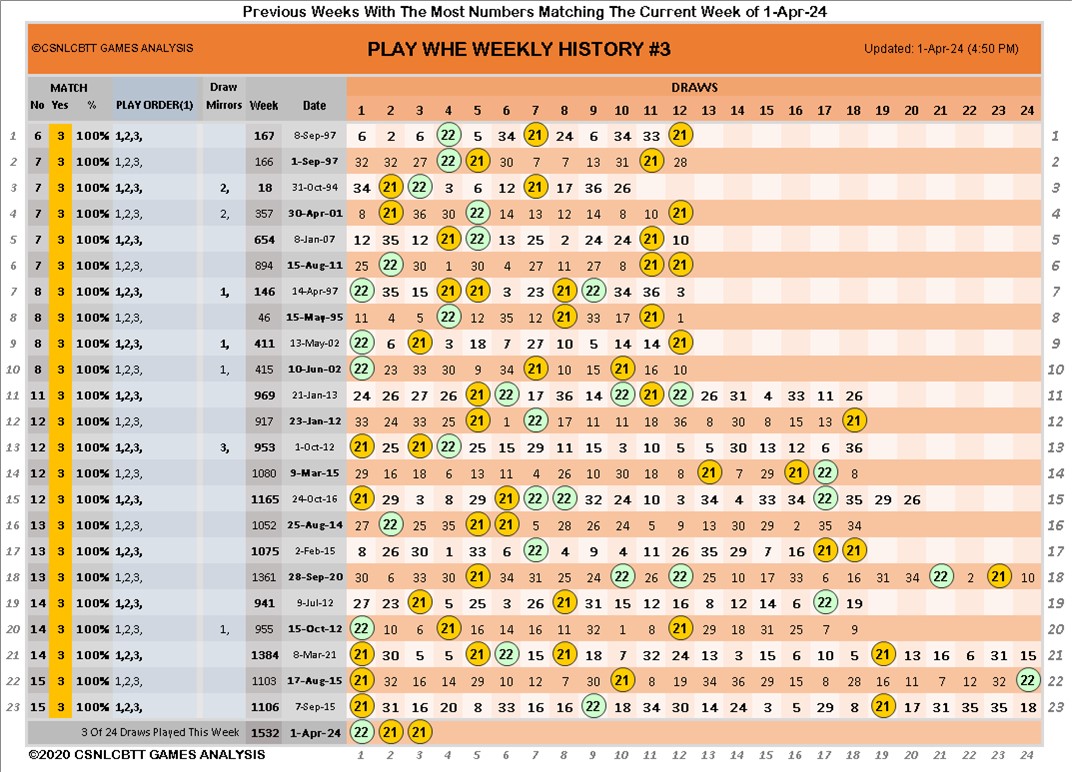 Previous Weeks With The Most Numbers Matching The Current Week of 1-Apr-24
©CSNLCBTT GAMES ANALYSIS PLAY WHE WEEKLY HISTORY #3 Updated: 1-Apr-24 (4:50 PM)
MATCH Draw DRAWS
No Yes % PLAY ORDER(1) Mirrors Week Date 1 2 3 4 5 6 7 8 9 10 11 12 13 14 15 16 17 18 19 20 21 22 23 24
1 6 3 100% 1,2,3, 167 8-Sep-97 6 2 6 22 5 34 21 24 6 34 33 21 1
2 7 3 100% 1,2,3, 166 1-Sep-97 32 32 27 22 21 30 7 7 13 31 21 28 2
3 7 3 100% 1,2,3, 2, 18 31-Oct-94 34 21 22 3 6 12 21 17 36 26 3
4 7 3 100% 1,2,3, 2, 357 30-Apr-01 8 21 36 30 22 14 13 12 14 8 10 21 4
5 7 3 100% 1,2,3, 654 8-Jan-07 12 35 12 21 22 13 25 2 24 24 21 10 5
6 7 3 100% 1,2,3, 894 15-Aug-11 25 22 30 1 30 4 27 11 27 8 21 21 6
7 8 3 100% 1,2,3, 1, 146 14-Apr-97 22 35 15 21 21 3 23 21 22 34 36 3 7
8 8 3 100% 1,2,3, 46 15-May-95 11 4 5 22 12 35 12 21 33 17 21 1 8
9 8 3 100% 1,2,3, 1, 411 13-May-02 22 6 21 3 18 7 27 10 5 14 14 21 9
10 8 3 100% 1,2,3, 1, 415 10-Jun-02 22 23 33 30 9 34 21 10 15 21 16 10 10
11 11 3 100% 1,2,3, 969 21-Jan-13 24 26 27 26 21 22 17 36 14 22 21 22 26 31 4 33 11 26 11
12 12 3 100% 1,2,3, 917 23-Jan-12 33 24 33 25 21 1 22 17 11 11 18 36 8 30 8 15 13 21 12
13 12 3 100% 1,2,3, 3, 953 1-Oct-12 21 25 21 22 25 15 29 11 15 3 10 5 5 30 13 12 6 36 13
14 12 3 100% 1,2,3, 1080 9-Mar-15 29 16 18 6 13 11 4 26 10 30 18 8 21 7 29 21 22 8 14
15 12 3 100% 1,2,3, 1165 24-Oct-16 21 29 3 8 29 21 22 22 32 24 10 3 34 4 33 34 22 35 29 26 15
16 13 3 100% 1,2,3, 1052 25-Aug-14 27 22 25 35 21 21 5 28 26 24 5 9 13 30 29 2 35 34 16
17 13 3 100% 1,2,3, 1075 2-Feb-15 8 26 30 1 33 6 22 4 9 4 11 26 35 29 7 16 21 21 17
18 13 3 100% 1,2,3, 1361 28-Sep-20 30 6 33 30 21 34 31 25 24 22 26 22 25 10 17 33 6 16 31 34 22 2 21 10 18
19 14 3 100% 1,2,3, 941 9-Jul-12 27 23 21 5 25 3 26 21 31 15 12 16 8 12 14 6 22 19 19
20 14 3 100% 1,2,3, 1, 955 15-Oct-12 22 10 6 21 16 14 16 11 32 1 8 21 29 18 31 25 7 9 20
21 14 3 100% 1,2,3, 1384 8-Mar-21 21 30 5 5 21 22 15 21 18 7 32 24 13 3 15 6 10 5 21 13 16 6 31 15 21
22 15 3 100% 1,2,3, 1103 17-Aug-15 21 32 16 14 29 10 12 7 30 21 8 19 34 36 29 15 8 28 16 11 7 12 32 22 22
23 15 3 100% 1,2,3, 1106 7-Sep-15 21 31 16 20 8 33 16 16 22 18 34 30 14 24 3 5 29 8 21 17 31 35 35 18 23
3 Of 24 Draws Played This Week 1532 1-Apr-24 22 21 21
©2020 CSNLCBTT GAMES ANALYSIS 1 2 3 4 5 6 7 8 9 10 11 12 13 14 15 16 17 18 19 20 21 22 23 24